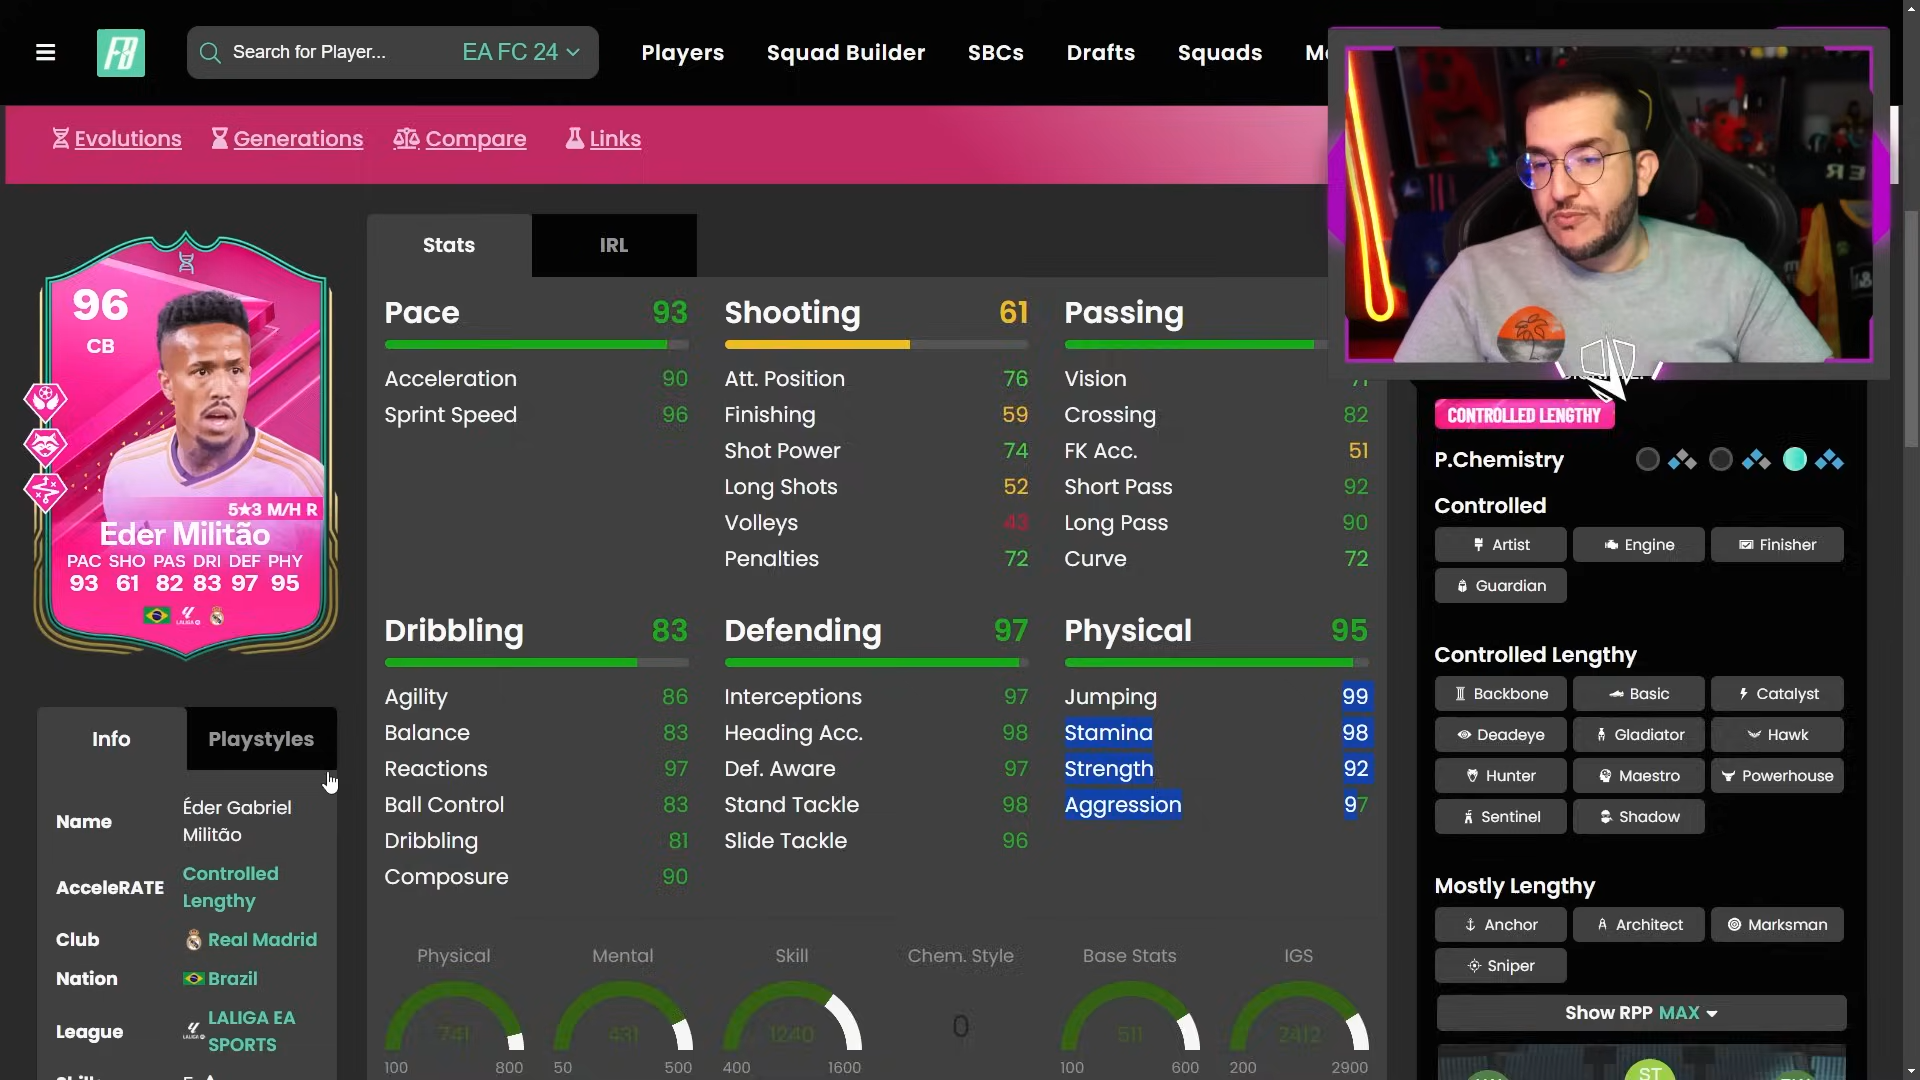 FB
Search for Player...
EA FC 24
Players
Squad Builder
SBCs
Drafts
Squads
Evolutions
Generations
Compare
Links
Stats
IRL
96
CB
5★3 M/H R
Eder Militão
PAC SHO PAS DRI DEF PHY
93 61 82 83 97 95
Pace 93
Acceleration 90
Sprint Speed 96
Shooting 61
Att. Position 76
Finishing 59
Shot Power 74
Long Shots 52
Volleys 43
Penalties 72
Passing
Vision 71
Crossing 82
FK Acc. 51
Short Pass 92
Long Pass 90
Curve 72
Dribbling 83
Agility 86
Balance 83
Reactions 97
Ball Control 83
Dribbling 81
Composure 90
Defending 97
Interceptions 97
Heading Acc. 98
Def. Aware 97
Stand Tackle 98
Slide Tackle 96
Physical 95
Jumping 99
Stamina 98
Strength 92
Aggression 97
Physical
741
100 800
Mental
431
50 500
Skill
1240
400 1600
Chem. Style
0
Base Stats
511
100 600
IGS
2412
200 2900
Info
Playstyles
Name
Éder Gabriel
Militão
AcceleRATE
Controlled
Lengthy
Club
Real Madrid
Nation
Brazil
League
LALIGA EA
SPORTS
CONTROLLED LENGTHY
P.Chemistry
Controlled
Artist
Engine
Finisher
Guardian
Controlled Lengthy
Backbone
Basic
Catalyst
Deadeye
Gladiator
Hawk
Hunter
Maestro
Powerhouse
Sentinel
Shadow
Mostly Lengthy
Anchor
Architect
Marksman
Sniper
Show RPP MAX
ST